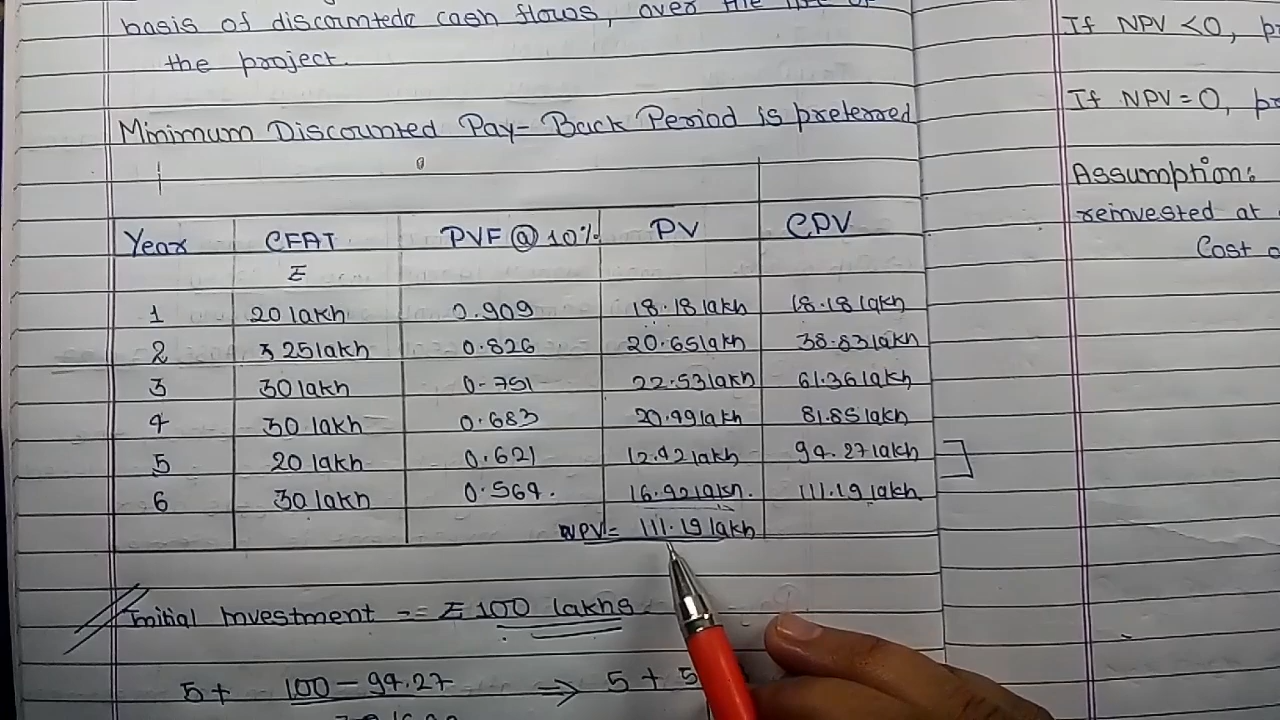 basis of discountedc cash flows, over the life of
the project.
Minimum Discounted Pay-Back Period is preferred
Year CFAT PVF @ 10% PV CPV
₹
1 20 lakh 0.909 18.18 lakh 18.18 lakh
2 ₹ 25 lakh 0.826 20.65 lakh 38.83 lakh
3 30 lakh 0.751 22.53 lakh 61.36 lakh
4 30 lakh 0.683 20.49 lakh 81.85 lakh
5 20 lakh 0.621 12.42 lakh 94.27 lakh
6 30 lakh 0.564. 16.92 lakh. 111.19 lakh
NPV = 111.19 lakh
Initial Investment == ₹ 100 lakhs.
5 + 100 - 94.27 ⇒ 5 + 5
If NPV < 0,
If NPV = 0,
Assumption:
reinvested at
Cost